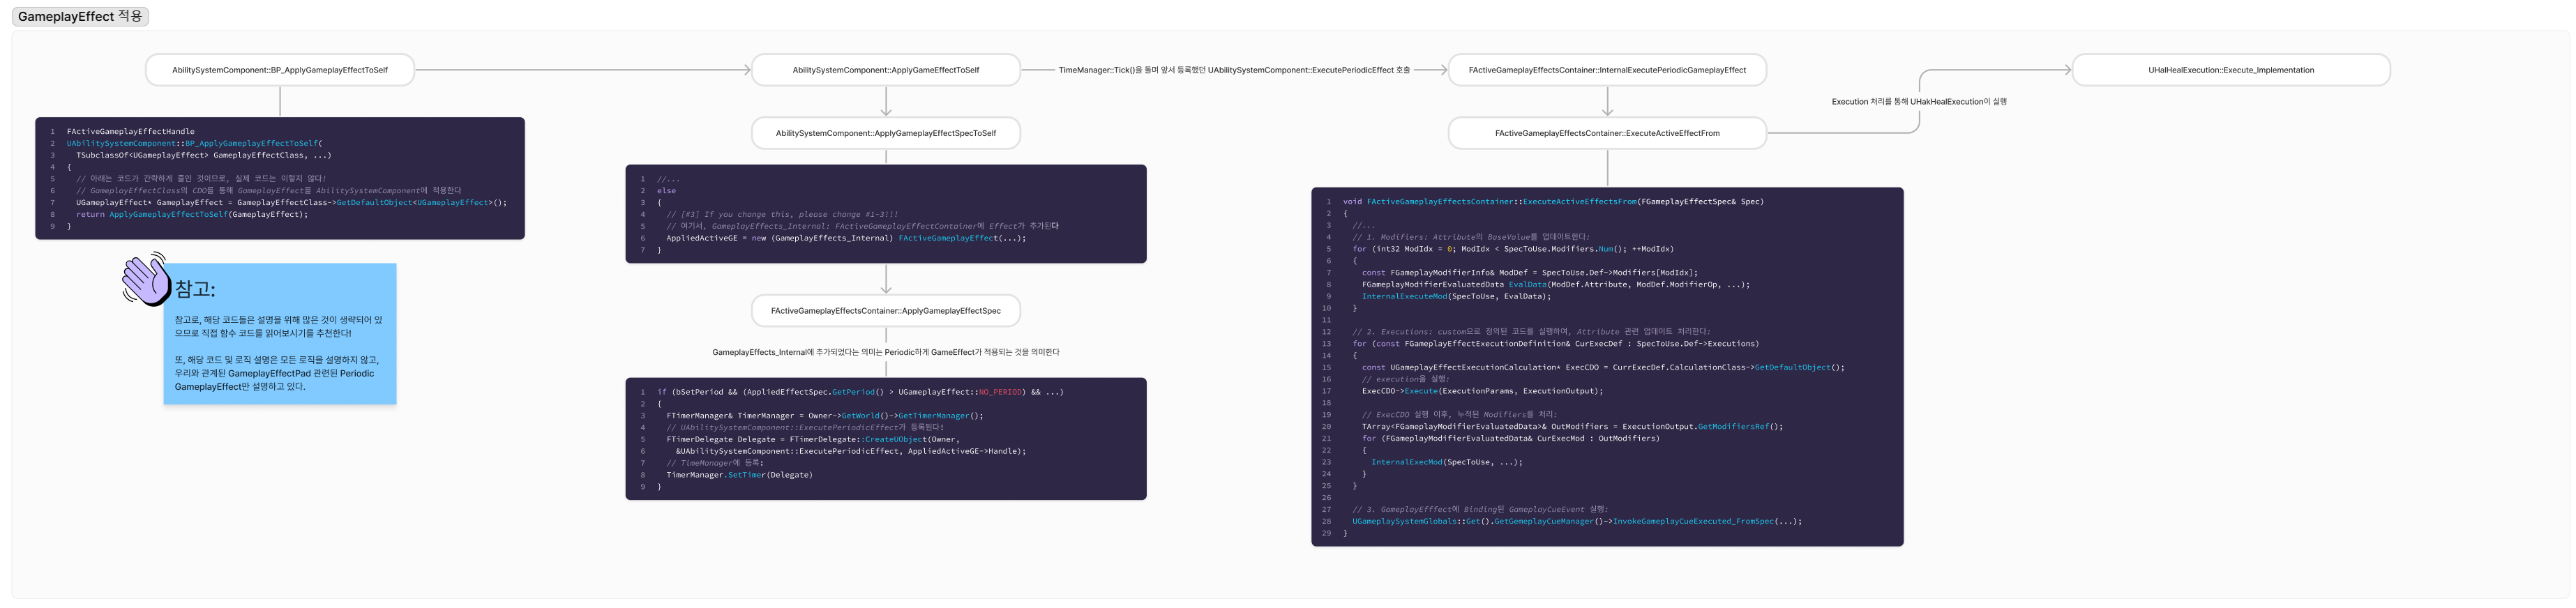 GameplayEffect 적용
AbilitySystemComponent::BP_ApplyGameplayEffectToSelf
1 FActiveGameplayEffectHandle
2 UAbilitySystemComponent::BP_ApplyGameplayEffectToSelf(
3 TSubclassOf<UGameplayEffect> GameplayEffectClass, ...)
4 {
5 // 아래는 코드가 간략하게 줄인 것이므로, 실제 코드는 이렇지 않다!
6 // GameplayEffectClass의 CDO를 통해 GameplayEffect를 AbilitySystemComponent에 적용한다
7 UGameplayEffect* GameplayEffect = GameplayEffectClass->GetDefaultObject<UGameplayEffect>();
8 return ApplyGameplayEffectToSelf(GameplayEffect);
9 }
참고:
참고로, 해당 코드들은 설명을 위해 많은 것이 생략되어 있
으므로 직접 함수 코드를 읽어보시기를 추천한다!
또, 해당 코드 및 로직 설명은 모든 로직을 설명하지 않고,
우리와 관계된 GameplayEffectPad 관련된 Periodic
GameplayEffect만 설명하고 있다.
AbilitySystemComponent::ApplyGameEffectToSelf
AbilitySystemComponent::ApplyGameplayEffectSpecToSelf
1 //...
2 else
3 {
4 // [#3] If you change this, please change #1-3!!!
5 // 여기서, GameplayEffects_Internal: FActiveGameplayEffectContainer에 Effect가 추가된다
6 AppliedActiveGE = new (GameplayEffects_Internal) FActiveGameplayEffect(...);
7 }
FActiveGameplayEffectsContainer::ApplyGameplayEffectSpec
GameplayEffects_Internal에 추가되었다는 의미는 Periodic하게 GameEffect가 적용되는 것을 의미한다
1 if (bSetPeriod && (AppliedEffectSpec.GetPeriod() > UGameplayEffect::NO_PERIOD) && ...)
2 {
3 FTimerManager& TimerManager = Owner->GetWorld()->GetTimerManager();
4 // UAbilitySystemComponent::ExecutePeriodicEffect가 등록된다!
5 FTimerDelegate Delegate = FTimerDelegate::CreateUObject(Owner,
6 &UAbilitySystemComponent::ExecutePeriodicEffect, AppliedActiveGE->Handle);
7 // TimeManager에 등록:
8 TimerManager.SetTimer(Delegate)
9 }
TimeManager::Tick()을 돌며 앞서 등록했던 UAbilitySystemComponent::ExecutePeriodicEffect 호출
FActiveGameplayEffectsContainer::InternalExecutePeriodicGameplayEffect
FActiveGameplayEffectsContainer::ExecuteActiveEffectFrom
1 void FActiveGameplayEffectsContainer::ExecuteActiveEffectsFrom(FGameplayEffectSpec& Spec)
2 {
3 //...
4 // 1. Modifiers: Attribute의 BaseValue를 업데이트한다:
5 for (int32 ModIdx = 0; ModIdx < SpecToUse.Modifiers.Num(); ++ModIdx)
6 {
7 const FGameplayModifierInfo& ModDef = SpecToUse.Def->Modifiers[ModIdx];
8 FGameplayModifierEvaluatedData EvalData(ModDef.Attribute, ModDef.ModifierOp, ...);
9 InternalExecuteMod(SpecToUse, EvalData);
10 }
11
12 // 2. Executions: custom으로 정의된 코드를 실행하여, Attribute 관련 업데이트 처리한다:
13 for (const FGameplayEffectExecutionDefinition& CurExecDef : SpecToUse.Def->Executions)
14 {
15 const UGameplayEffectExecutionCalculation* ExecCDO = CurrExecDef.CalculationClass->GetDefaultObject();
16 // execution을 실행:
17 ExecCDO->Execute(ExecutionParams, ExecutionOutput);
18
19 // ExecCDO 실행 이후, 누적된 Modifiers를 처리:
20 TArray<FGameplayModifierEvaluatedData>& OutModifiers = ExecutionOutput.GetModifiersRef();
21 for (FGameplayModifierEvaluatedData& CurExecMod : OutModifiers)
22 {
23 InternalExecMod(SpecToUse, ...);
24 }
25 }
26
27 // 3. GameplayEfffect에 Binding된 GameplayCueEvent 실행:
28 UGameplaySystemGlobals::Get().GetGemeplayCueManager()->InvokeGameplayCueExecuted_FromSpec(...);
29 }
Execution 처리를 통해 UHakHealExecution이 실행
UHalHealExecution::Execute_Implementation